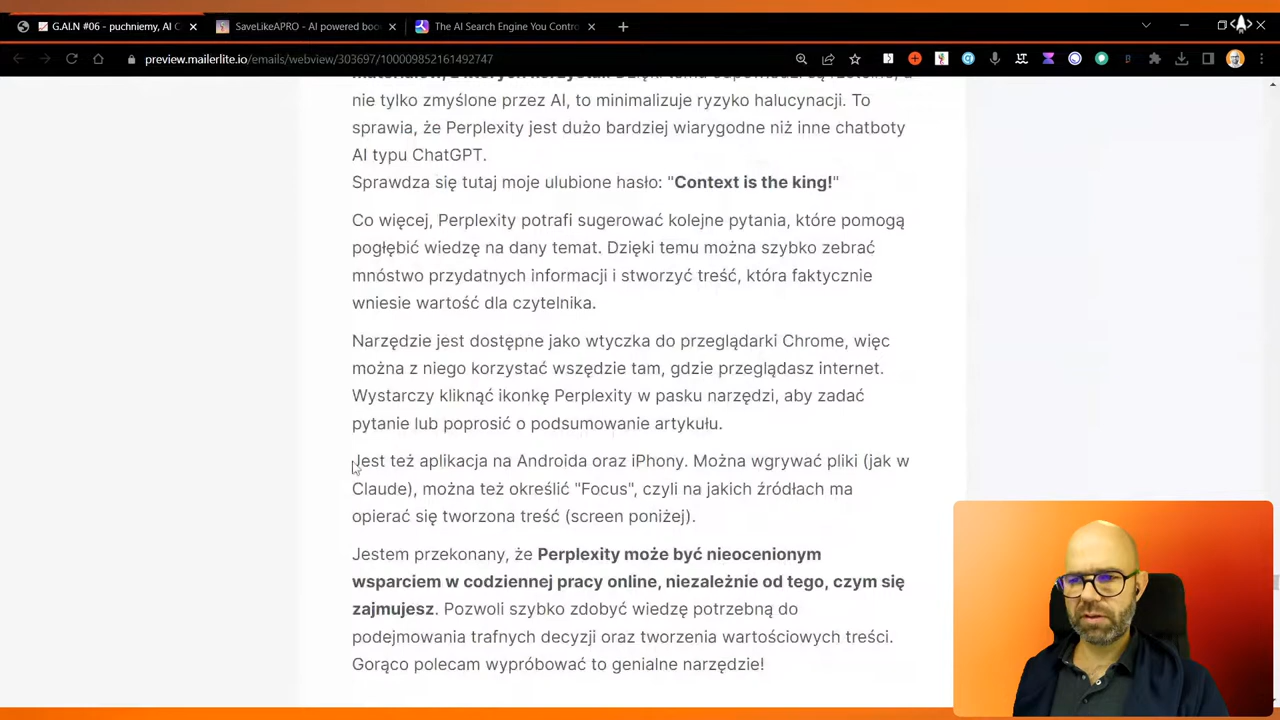 G.AI.N #06 - puchniemy, AI C
SaveLikeAPRO - AI powered boo
The AI Search Engine You Contro
preview.mailerlite.io/emails/webview/303697/100009852161492747
nie tylko zmyślone przez AI, to minimalizuje ryzyko halucynacji. To
sprawia, że Perplexity jest dużo bardziej wiarygodne niż inne chatboty
AI typu ChatGPT.
Sprawdza się tutaj moje ulubione hasło: "Context is the king!"
Co więcej, Perplexity potrafi sugerować kolejne pytania, które pomogą
pogłębić wiedzę na dany temat. Dzięki temu można szybko zebrać
mnóstwo przydatnych informacji i stworzyć treść, która faktycznie
wniesie wartość dla czytelnika.
Narzędzie jest dostępne jako wtyczka do przeglądarki Chrome, więc
można z niego korzystać wszędzie tam, gdzie przeglądasz internet.
Wystarczy kliknąć ikonkę Perplexity w pasku narzędzi, aby zadać
pytanie lub poprosić o podsumowanie artykułu.
Jest też aplikacja na Androida oraz iPhony. Można wgrywać pliki (jak w
Claude), można też określić "Focus", czyli na jakich źródłach ma
opierać się tworzona treść (screen poniżej).
Jestem przekonany, że Perplexity może być nieocenionym
wsparciem w codziennej pracy online, niezależnie od tego, czym się
zajmujesz. Pozwoli szybko zdobyć wiedzę potrzebną do
podejmowania trafnych decyzji oraz tworzenia wartościowych treści.
Gorąco polecam wypróbować to genialne narzędzie!